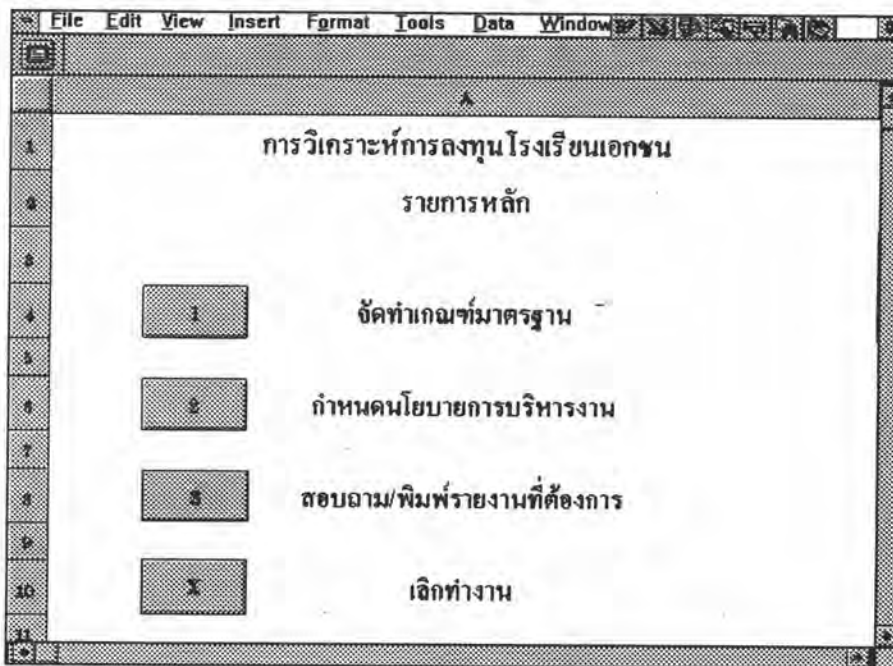 File Edit View Insert Format Tools Data Window
A
1 การวิเคราะห์การลงทุนโรงเรียนเอกชน
2 รายการหลัก
3
4 1 จัดทำเกณฑ์มาตรฐาน
5
6 2 กำหนดนโยบายการบริหารงาน
7
8 3 สอบถาม/พิมพ์รายงานที่ต้องการ
9
10 X เลิกทำงาน
11